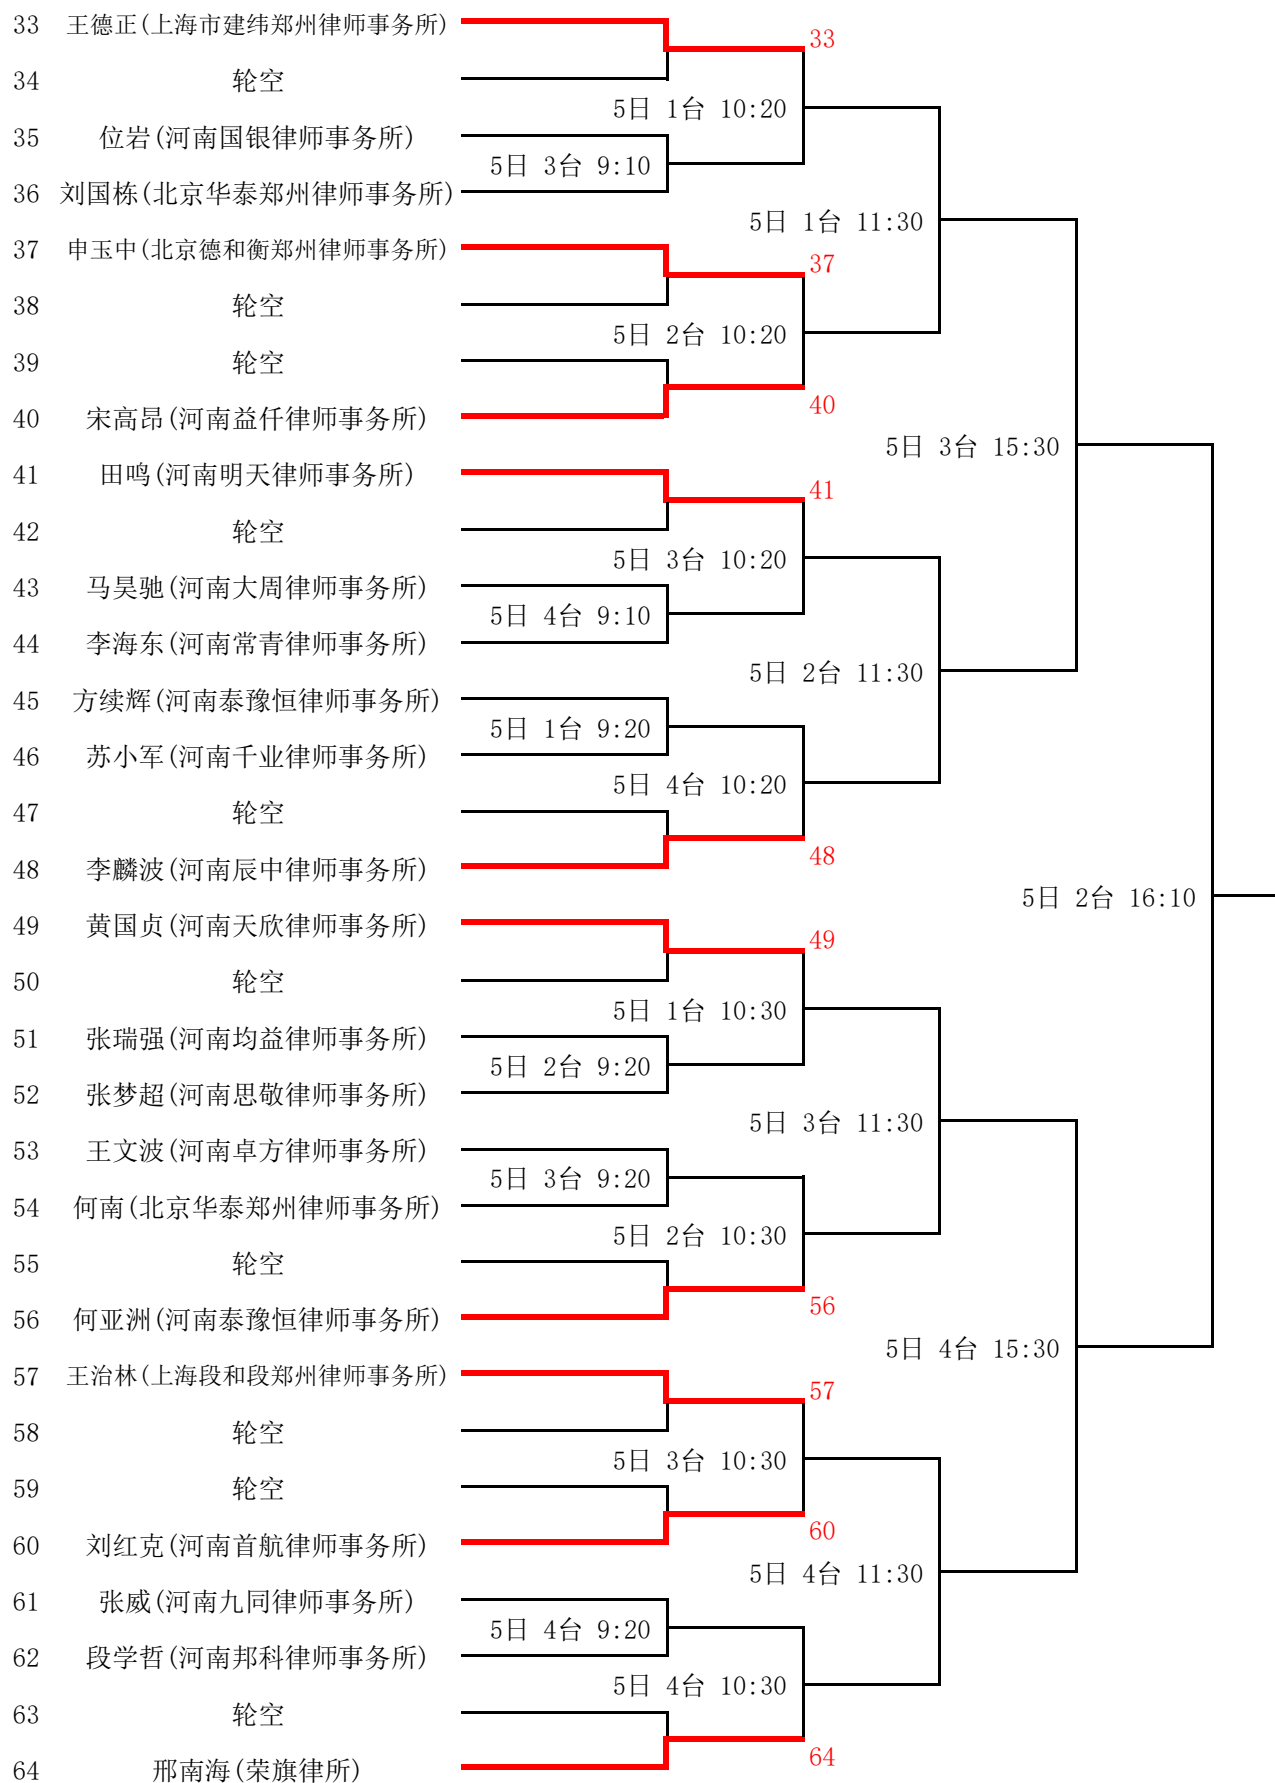 33 王德正(上海市建纬郑州律师事务所)
33
34 轮空
5日 1台 10:20
35 位岩(河南国银律师事务所)
5日 3台 9:10
36 刘国栋(北京华泰郑州律师事务所)
5日 1台 11:30
37 申玉中(北京德和衡郑州律师事务所)
37
38 轮空
5日 2台 10:20
39 轮空
40
40 宋高昂(河南益仟律师事务所)
5日 3台 15:30
41 田鸣(河南明天律师事务所)
41
42 轮空
5日 3台 10:20
43 马昊驰(河南大周律师事务所)
5日 4台 9:10
44 李海东(河南常青律师事务所)
5日 2台 11:30
45 方续辉(河南泰豫恒律师事务所)
5日 1台 9:20
46 苏小军(河南千业律师事务所)
5日 4台 10:20
47 轮空
48
48 李麟波(河南辰中律师事务所)
5日 2台 16:10
49 黄国贞(河南天欣律师事务所)
49
50 轮空
5日 1台 10:30
51 张瑞强(河南均益律师事务所)
5日 2台 9:20
52 张梦超(河南思敬律师事务所)
5日 3台 11:30
53 王文波(河南卓方律师事务所)
5日 3台 9:20
54 何南(北京华泰郑州律师事务所)
5日 2台 10:30
55 轮空
56
56 何亚洲(河南泰豫恒律师事务所)
5日 4台 15:30
57 王治林(上海段和段郑州律师事务所)
57
58 轮空
5日 3台 10:30
59 轮空
60
60 刘红克(河南首航律师事务所)
5日 4台 11:30
61 张威(河南九同律师事务所)
5日 4台 9:20
62 段学哲(河南邦科律师事务所)
5日 4台 10:30
63 轮空
64
64 邢南海(荣旗律所)